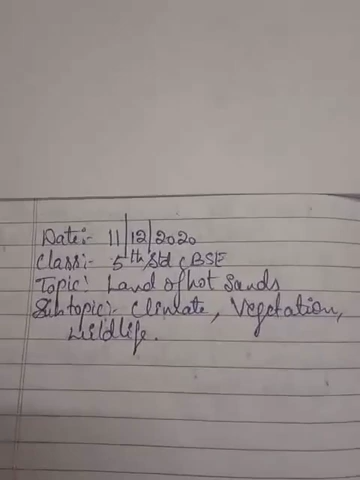 Date:- 11/12/2020
Class:- 5th Std CBSE
Topic: Land of hot Sands
Subtopic:- Climate, Vegetation,
Wildlife.